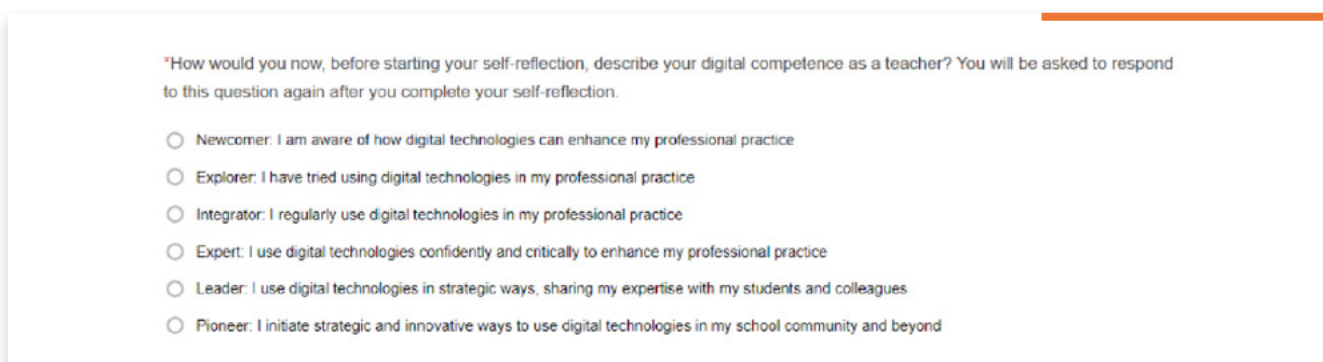 *How would you now, before starting your self-reflection, describe your digital competence as a teacher? You will be asked to respond
to this question again after you complete your self-reflection.
Newcomer: I am aware of how digital technologies can enhance my professional practice
Explorer: I have tried using digital technologies in my professional practice
Integrator: I regularly use digital technologies in my professional practice
Expert: I use digital technologies confidently and critically to enhance my professional practice
Leader: I use digital technologies in strategic ways, sharing my expertise with my students and colleagues
Pioneer: I initiate strategic and innovative ways to use digital technologies in my school community and beyond